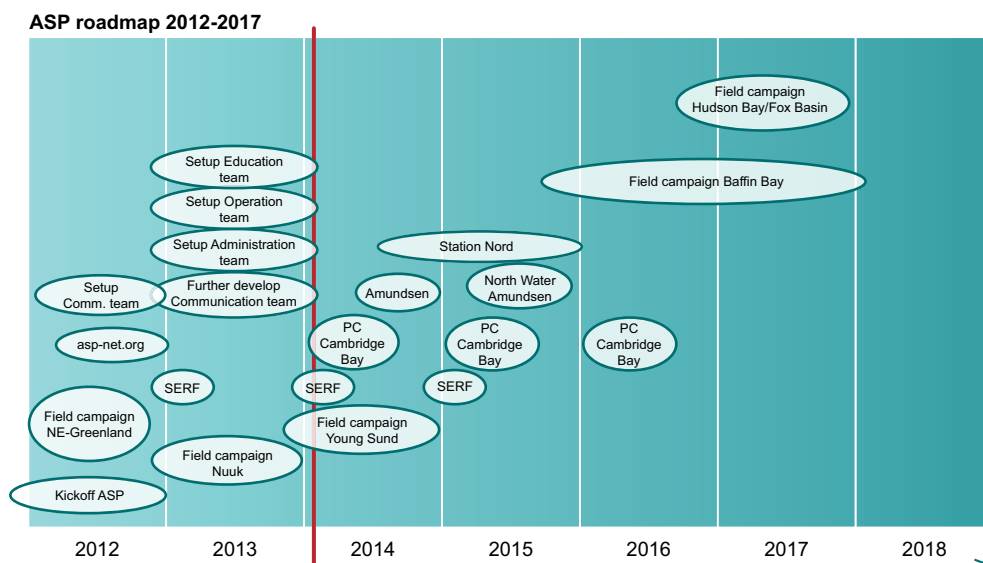 ASP roadmap 2012-2017
Field campaign
Hudson Bay/Fox Basin
Setup Education
team
Field campaign Baffin Bay
Setup Operation
team
Setup Administration
team
Station Nord
Setup
Comm. team
Further develop
Communication team
Amundsen
North Water
Amundsen
asp-net.org
PC
Cambridge
Bay
PC
Cambridge
Bay
PC
Cambridge
Bay
SERF
SERF
SERF
Field campaign
NE-Greenland
Field campaign
Young Sund
Field campaign
Nuuk
Kickoff ASP
2012
2013
2014
2015
2016
2017
2018